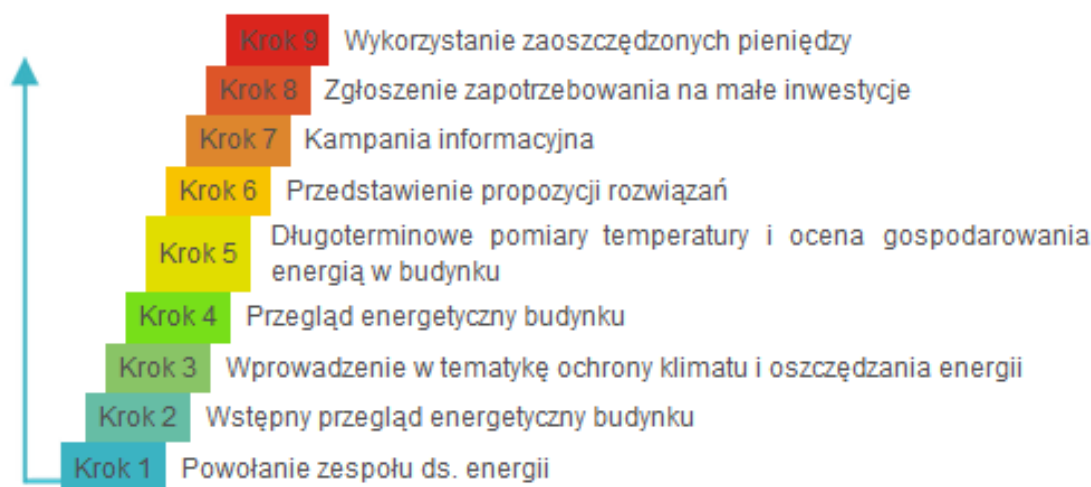 Krok 9 Wykorzystanie zaoszczędzonych pieniędzy
Krok 8 Zgłoszenie zapotrzebowania na małe inwestycje
Krok 7 Kampania informacyjna
Krok 6 Przedstawienie propozycji rozwiązań
Krok 5 Długoterminowe pomiary temperatury i ocena gospodarowania
energią w budynku
Krok 4 Przegląd energetyczny budynku
Krok 3 Wprowadzenie w tematykę ochrony klimatu i oszczędzania energii
Krok 2 Wstępny przegląd energetyczny budynku
Krok 1 Powołanie zespołu ds. energii